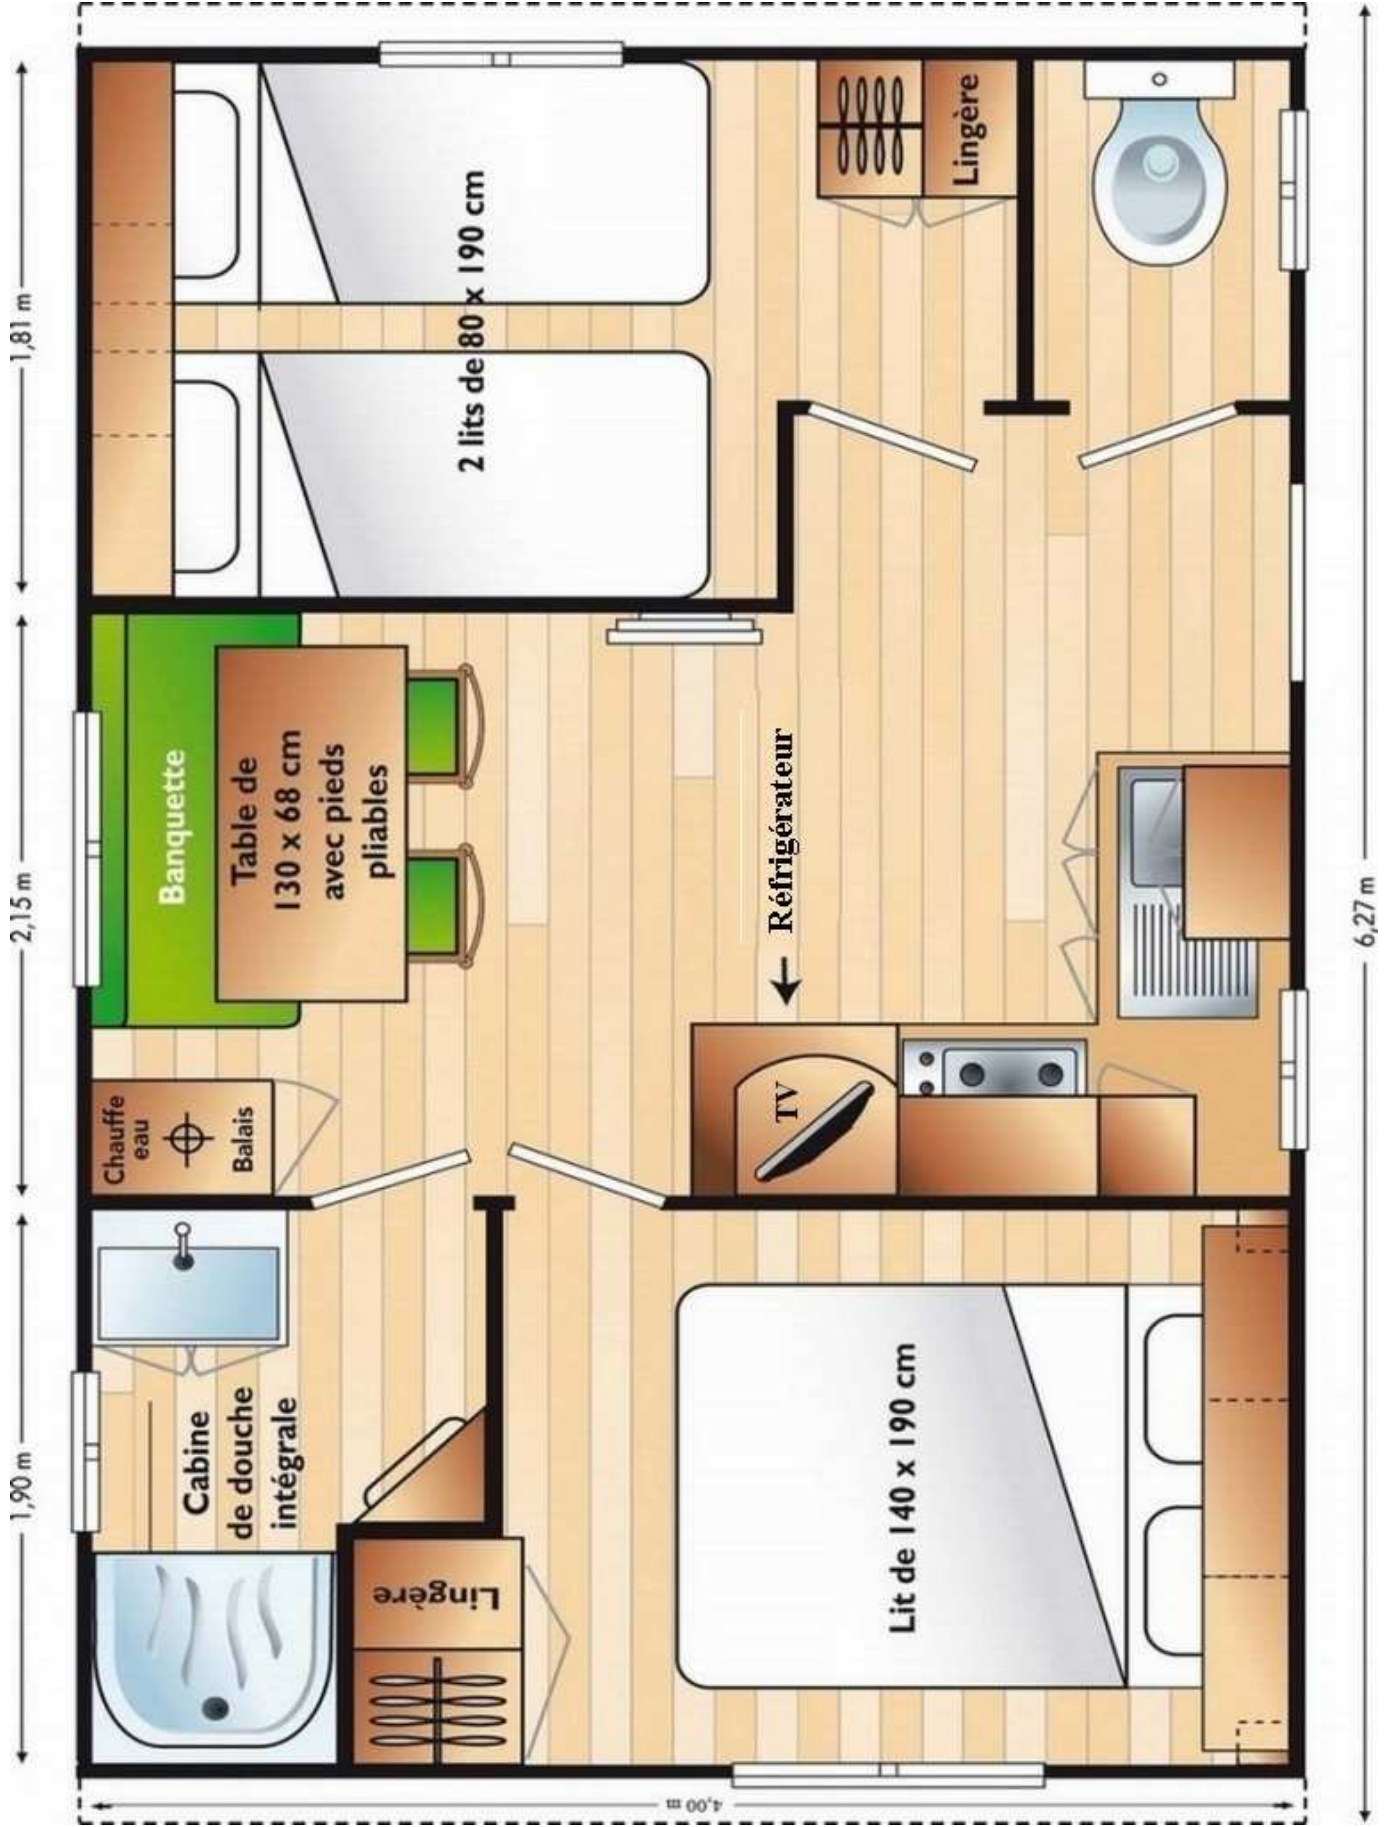 1,81 m
2,15 m
1,90 m
6,27 m
4,00 m
2 lits de 80 x 190 cm
Lingère
Banquette
Table de
130 x 68 cm
avec pieds
pliables
Réfrigérateur
TV
Chauffe
eau
Balais
Cabine
de douche
intégrale
Lingère
Lit de 140 x 190 cm